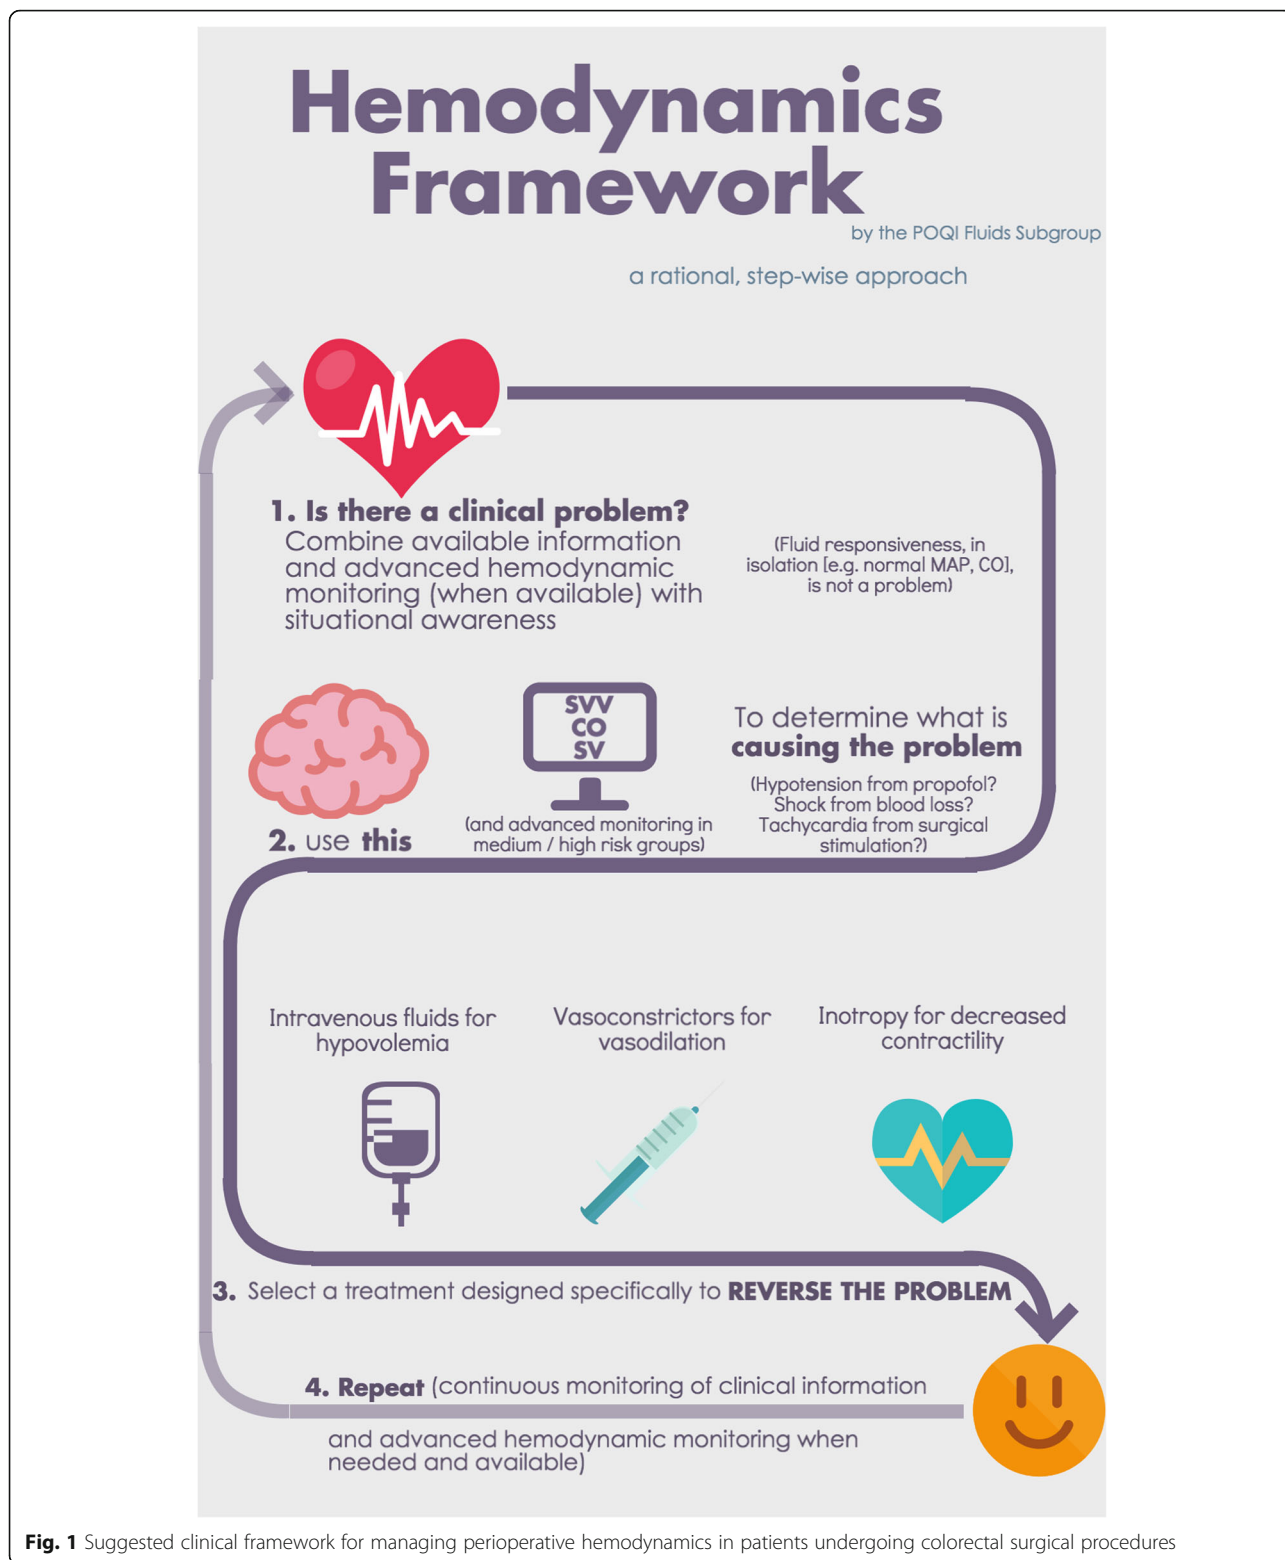 Hemodynamics
Framework
by the POQI Fluids Subgroup
a rational, step-wise approach
1. Is there a clinical problem?
Combine available information
and advanced hemodynamic
monitoring (when available) with
situational awareness
(Fluid responsiveness, in
isolation [e.g. normal MAP, CO],
is not a problem)
2. use this
SVV
CO
SV
(and advanced monitoring in
medium / high risk groups)
To determine what is
causing the problem
(Hypotension from propofol?
Shock from blood loss?
Tachycardia from surgical
stimulation?)
Intravenous fluids for
hypovolemia
Vasoconstrictors for
vasodilation
Inotropy for decreased
contractility
3. Select a treatment designed specifically to REVERSE THE PROBLEM
4. Repeat (continuous monitoring of clinical information
and advanced hemodynamic monitoring when
needed and available)
Fig. 1 Suggested clinical framework for managing perioperative hemodynamics in patients undergoing colorectal surgical procedures